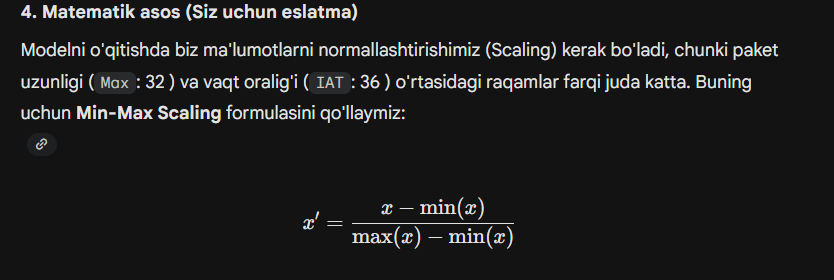 4. Matematik asos (Siz uchun eslatma)
Modelni o'qitishda biz ma'lumotlarni normallashtirishimiz (Scaling) kerak bo'ladi, chunki paket
uzunligi ( Max : 32 ) va vaqt oralig'i ( IAT : 36 ) o'rtasidagi raqamlar farqi juda katta. Buning
uchun Min-Max Scaling formulasini qo'llaymiz:
x′ = (x − min(x)) / (max(x) − min(x))